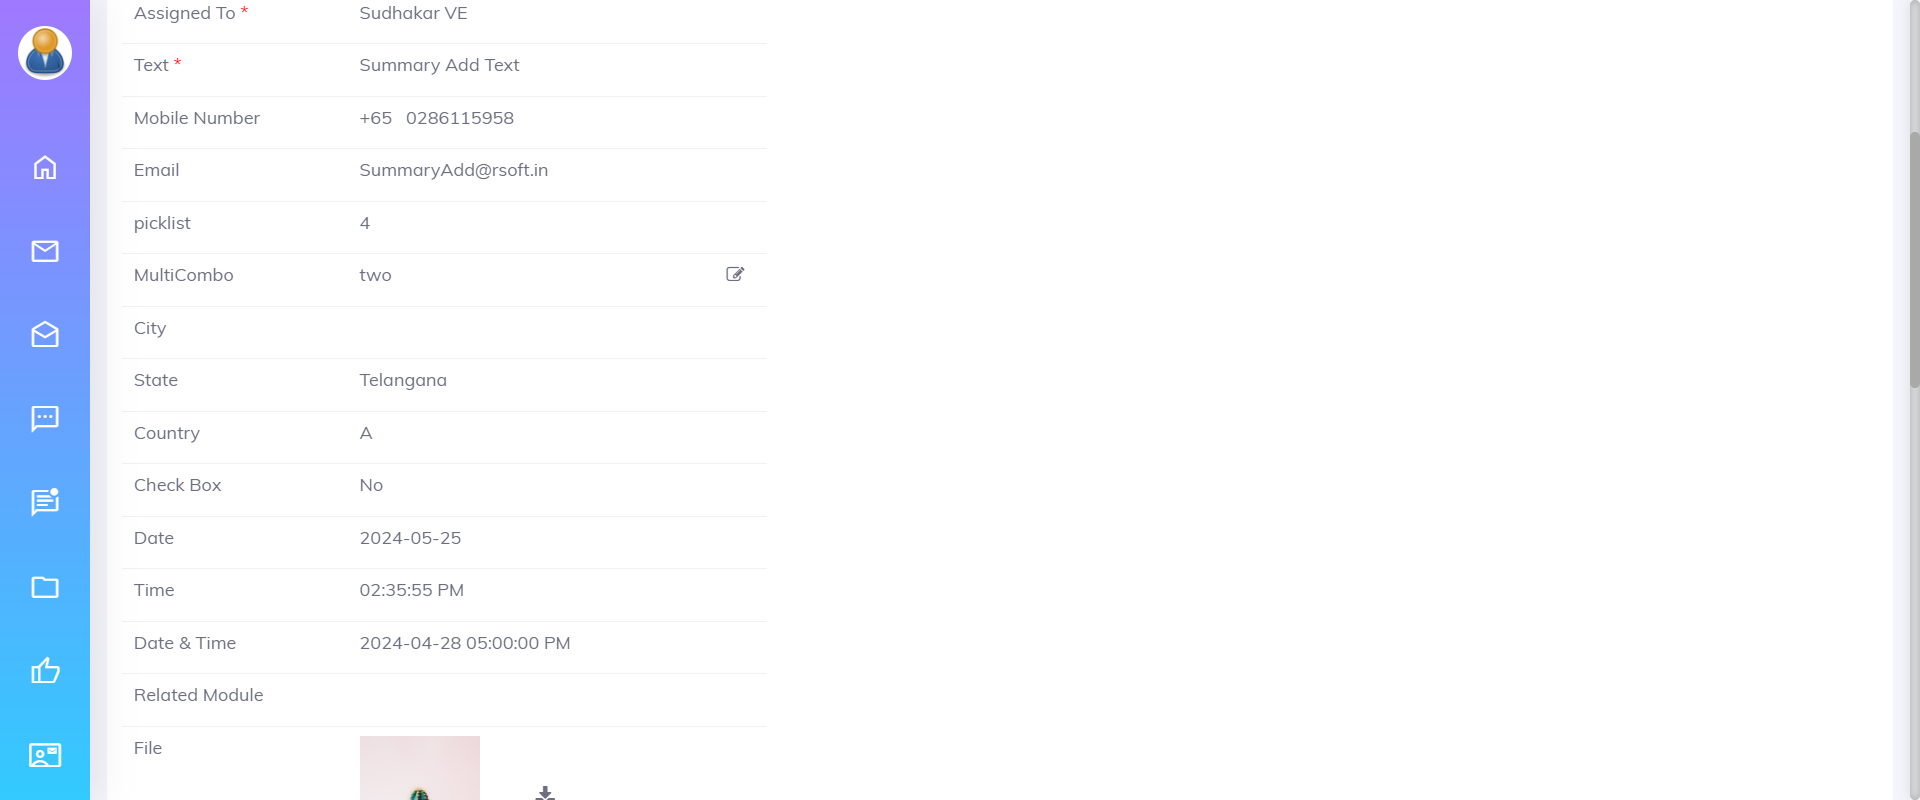 Assigned To * Sudhakar VE
Text * Summary Add Text
Mobile Number +65 0286115958
Email SummaryAdd@rsoft.in
picklist 4
MultiCombo two
City
State Telangana
Country A
Check Box No
Date 2024-05-25
Time 02:35:55 PM
Date & Time 2024-04-28 05:00:00 PM
Related Module
File